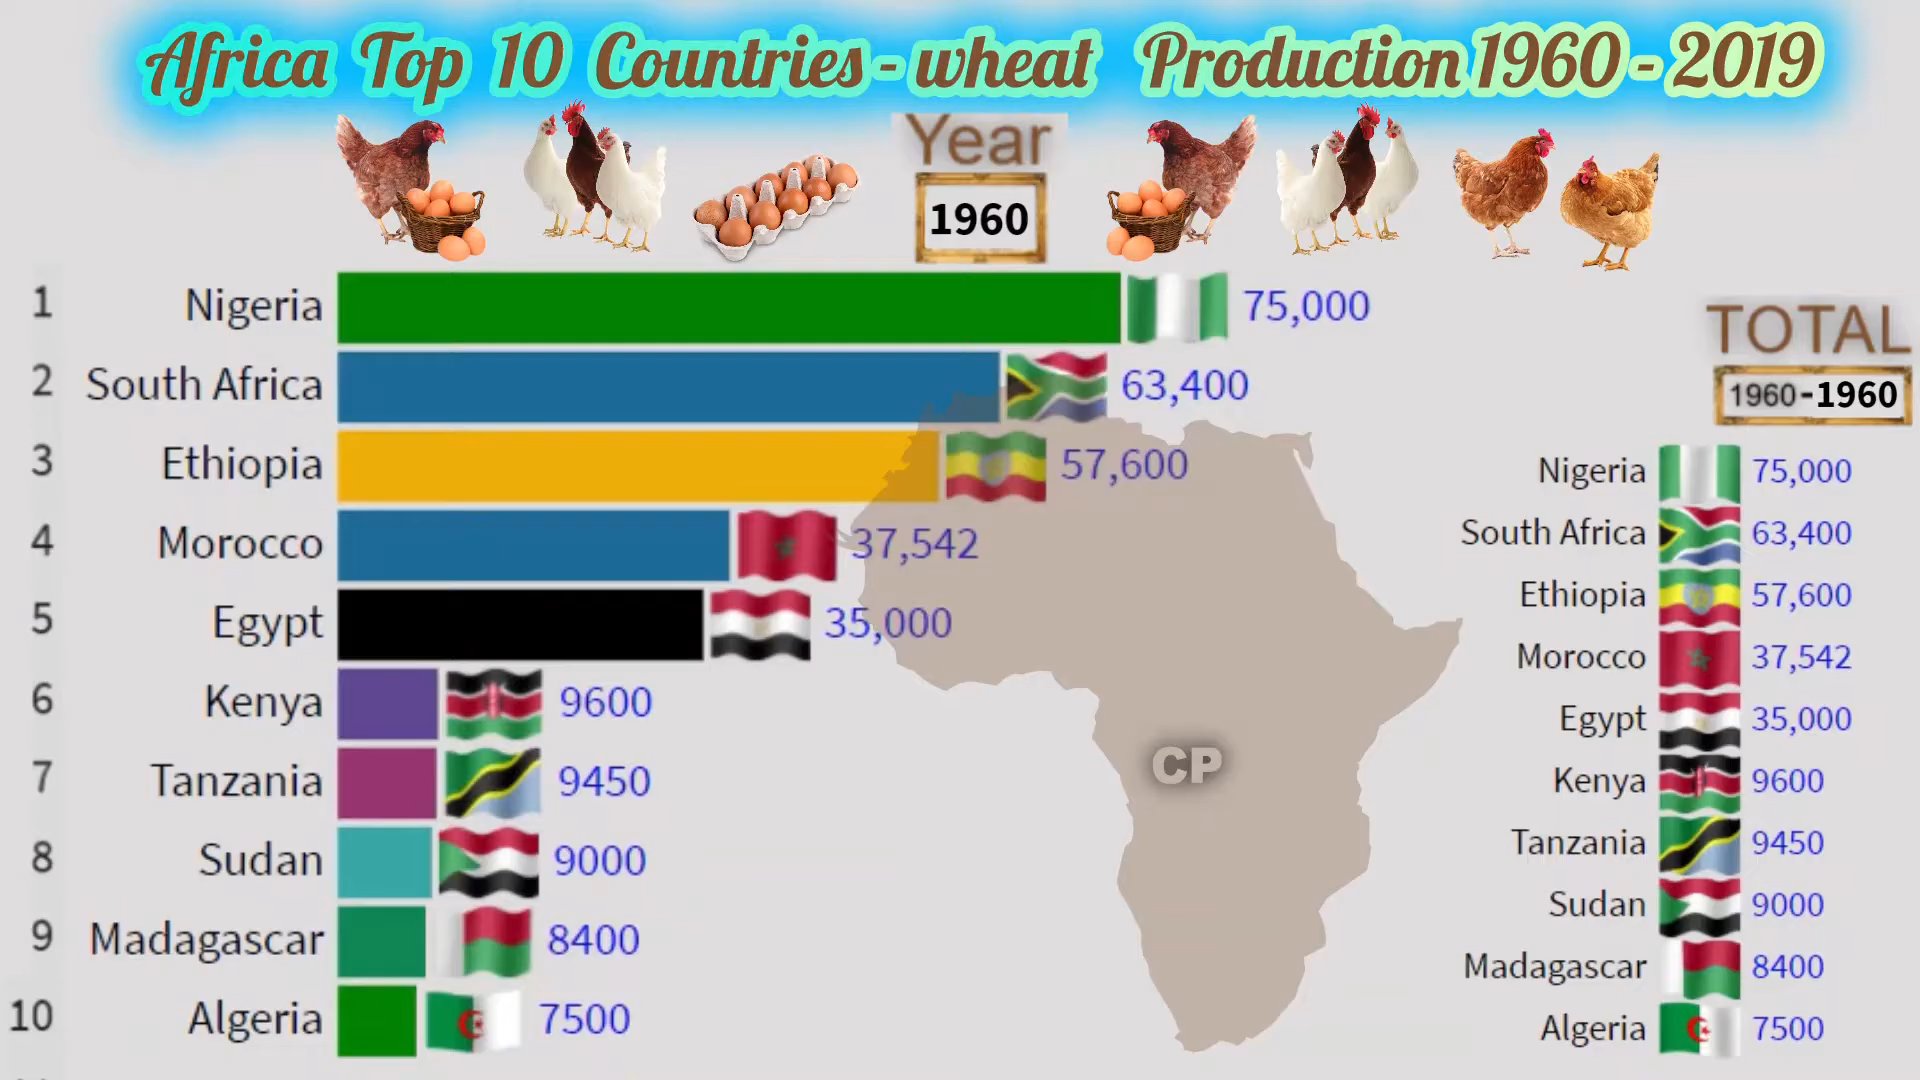 Africa Top 10 Countries - wheat Production 1960 - 2019
Year
1960
1 Nigeria 75,000
2 South Africa 63,400
3 Ethiopia 57,600
4 Morocco 37,542
5 Egypt 35,000
6 Kenya 9600
7 Tanzania 9450
8 Sudan 9000
9 Madagascar 8400
10 Algeria 7500
CP
TOTAL
1960-1960
Nigeria 75,000
South Africa 63,400
Ethiopia 57,600
Morocco 37,542
Egypt 35,000
Kenya 9600
Tanzania 9450
Sudan 9000
Madagascar 8400
Algeria 7500